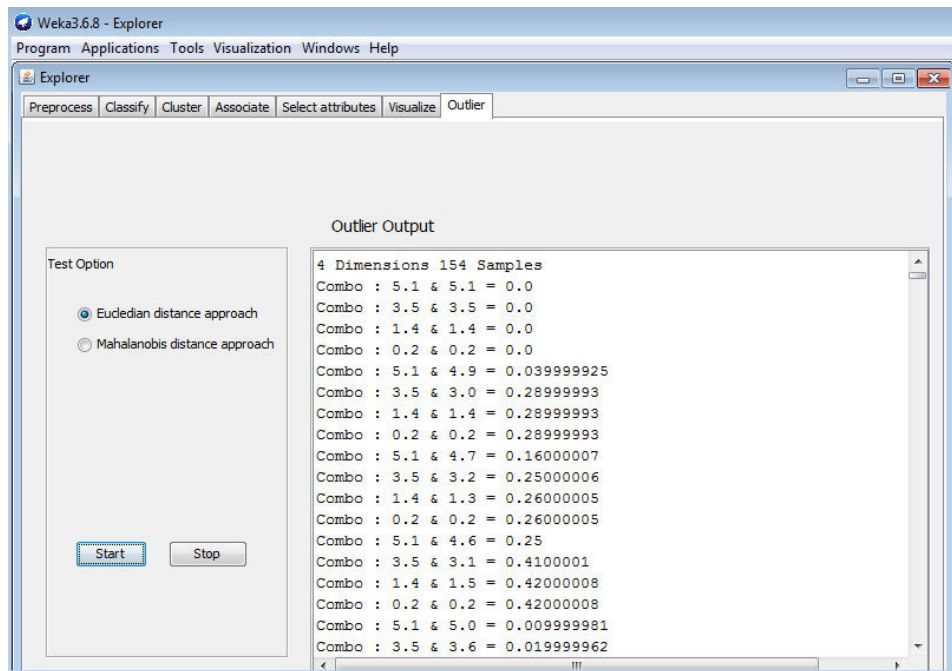 Weka3.6.8 - Explorer
Program Applications Tools Visualization Windows Help
Explorer
Preprocess Classify Cluster Associate Select attributes Visualize Outlier
Outlier Output
Test Option
Eucledian distance approach
Mahalanobis distance approach
Start Stop
4 Dimensions 154 Samples
Combo : 5.1 & 5.1 = 0.0
Combo : 3.5 & 3.5 = 0.0
Combo : 1.4 & 1.4 = 0.0
Combo : 0.2 & 0.2 = 0.0
Combo : 5.1 & 4.9 = 0.039999925
Combo : 3.5 & 3.0 = 0.28999993
Combo : 1.4 & 1.4 = 0.28999993
Combo : 0.2 & 0.2 = 0.28999993
Combo : 5.1 & 4.7 = 0.16000007
Combo : 3.5 & 3.2 = 0.25000006
Combo : 1.4 & 1.3 = 0.26000005
Combo : 0.2 & 0.2 = 0.26000005
Combo : 5.1 & 4.6 = 0.25
Combo : 3.5 & 3.1 = 0.4100001
Combo : 1.4 & 1.5 = 0.42000008
Combo : 0.2 & 0.2 = 0.42000008
Combo : 5.1 & 5.0 = 0.009999981
Combo : 3.5 & 3.6 = 0.019999962